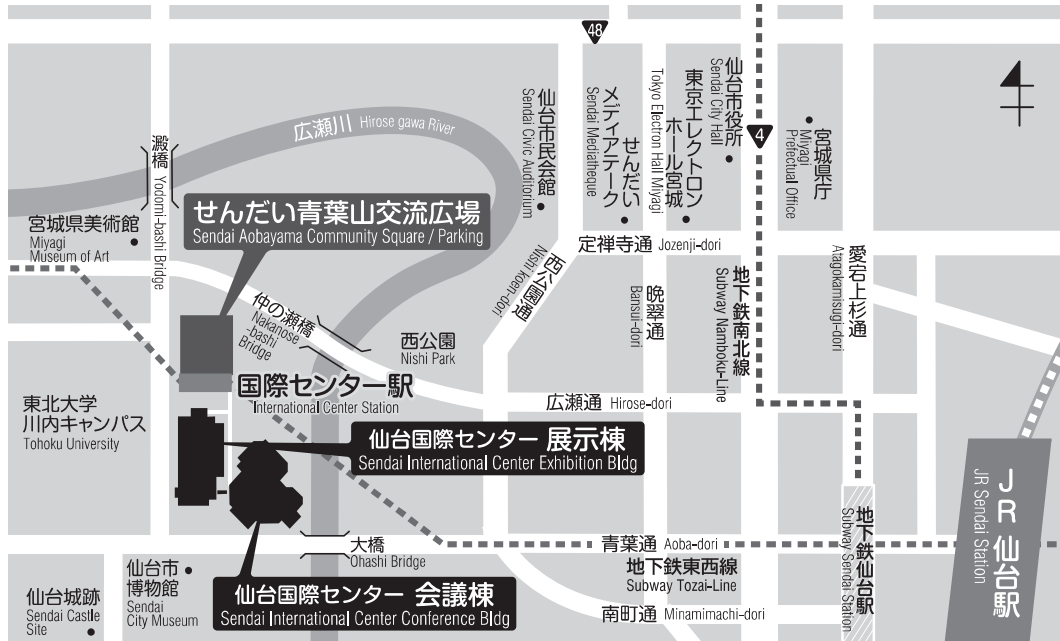 48
4
広瀬川 Hirose gawa River
澱橋 Yodomi-bashi Bridge
宮城県美術館
Miyagi
Museum of Art
せんだい青葉山交流広場
Sendai Aobayama Community Square / Parking
仙台市民会館
Sendai Civic Auditorium
せんだい
メディアテーク
Sendai Mediatheque
東京エレクトロン
ホール宮城
Tokyo Electron Hall Miyagi
仙台市役所
Sendai City Hall
宮城県庁
Miyagi
Prefectual Office
定禅寺通 Jozenji-dori
西公園通
Nishi koen-dori
晩翠通
Bansui-dori
地下鉄南北線
Subway Namboku-Line
愛宕上杉通
Atagokamisugi-dori
仲の瀬橋
Nakanose
-bashi
Bridge
西公園
Nishi Park
国際センター駅
International Center Station
広瀬通 Hirose-dori
東北大学
川内キャンパス
Tohoku University
仙台国際センター 展示棟
Sendai International Center Exhibition Bldg
JR 仙台駅
JR Sendai Station
地下鉄仙台駅
Subway Sendai Station
大橋
Ohashi Bridge
青葉通 Aoba-dori
地下鉄東西線
Subway Tozai-Line
仙台城跡
Sendai Castle
Site
仙台市
博物館
Sendai
City Museum
仙台国際センター 会議棟
Sendai International Center Conference Bldg
南町通 Minamimachi-dori